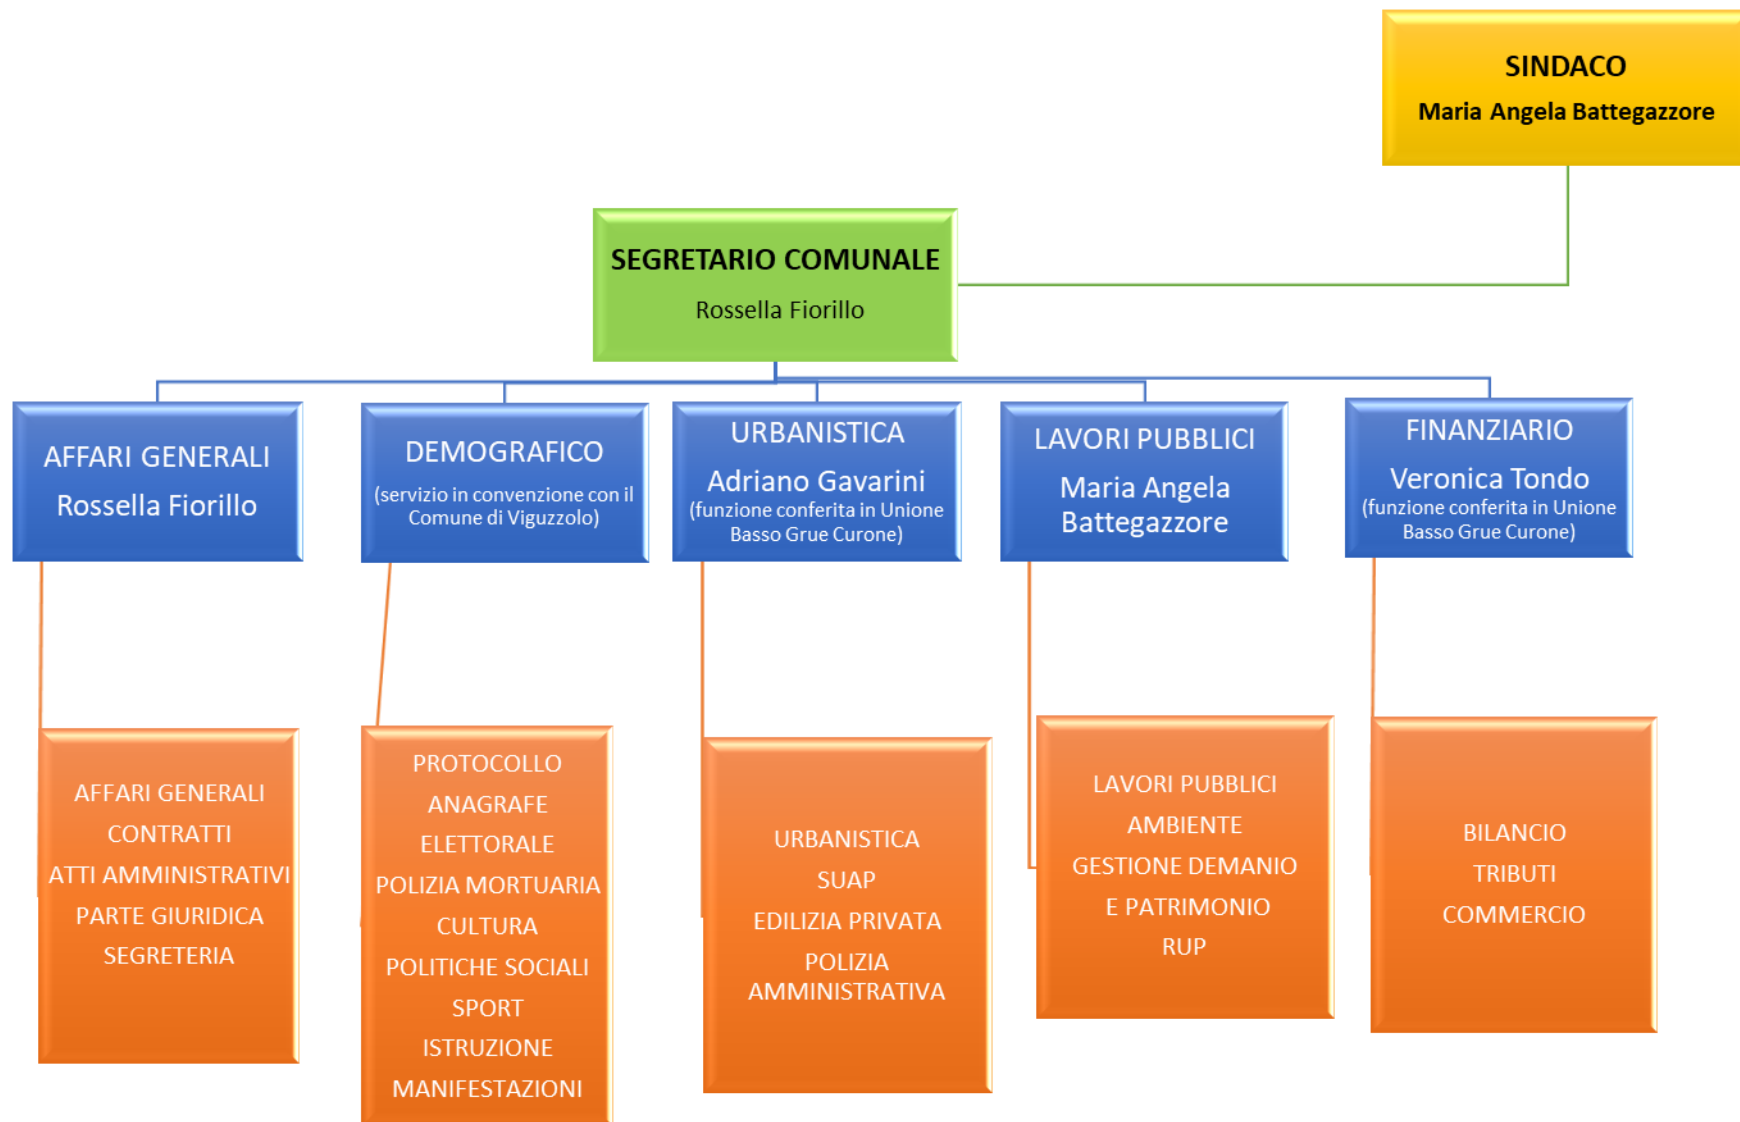 SINDACO
Maria Angela Battegazzore
SEGRETARIO COMUNALE
Rossella Fiorillo
AFFARI GENERALI
Rossella Fiorillo
DEMOGRAFICO
(servizio in convenzione con il
Comune di Viguzzolo)
URBANISTICA
Adriano Gavarini
(funzione conferita in Unione
Basso Grue Curone)
LAVORI PUBBLICI
Maria Angela
Battegazzore
FINANZIARIO
Veronica Tondo
(funzione conferita in Unione
Basso Grue Curone)
AFFARI GENERALI
CONTRATTI
ATTI AMMINISTRATIVI
PARTE GIURIDICA
SEGRETERIA
PROTOCOLLO
ANAGRAFE
ELETTORALE
POLIZIA MORTUARIA
CULTURA
POLITICHE SOCIALI
SPORT
ISTRUZIONE
MANIFESTAZIONI
URBANISTICA
SUAP
EDILIZIA PRIVATA
POLIZIA
AMMINISTRATIVA
LAVORI PUBBLICI
AMBIENTE
GESTIONE DEMANIO
E PATRIMONIO
RUP
BILANCIO
TRIBUTI
COMMERCIO